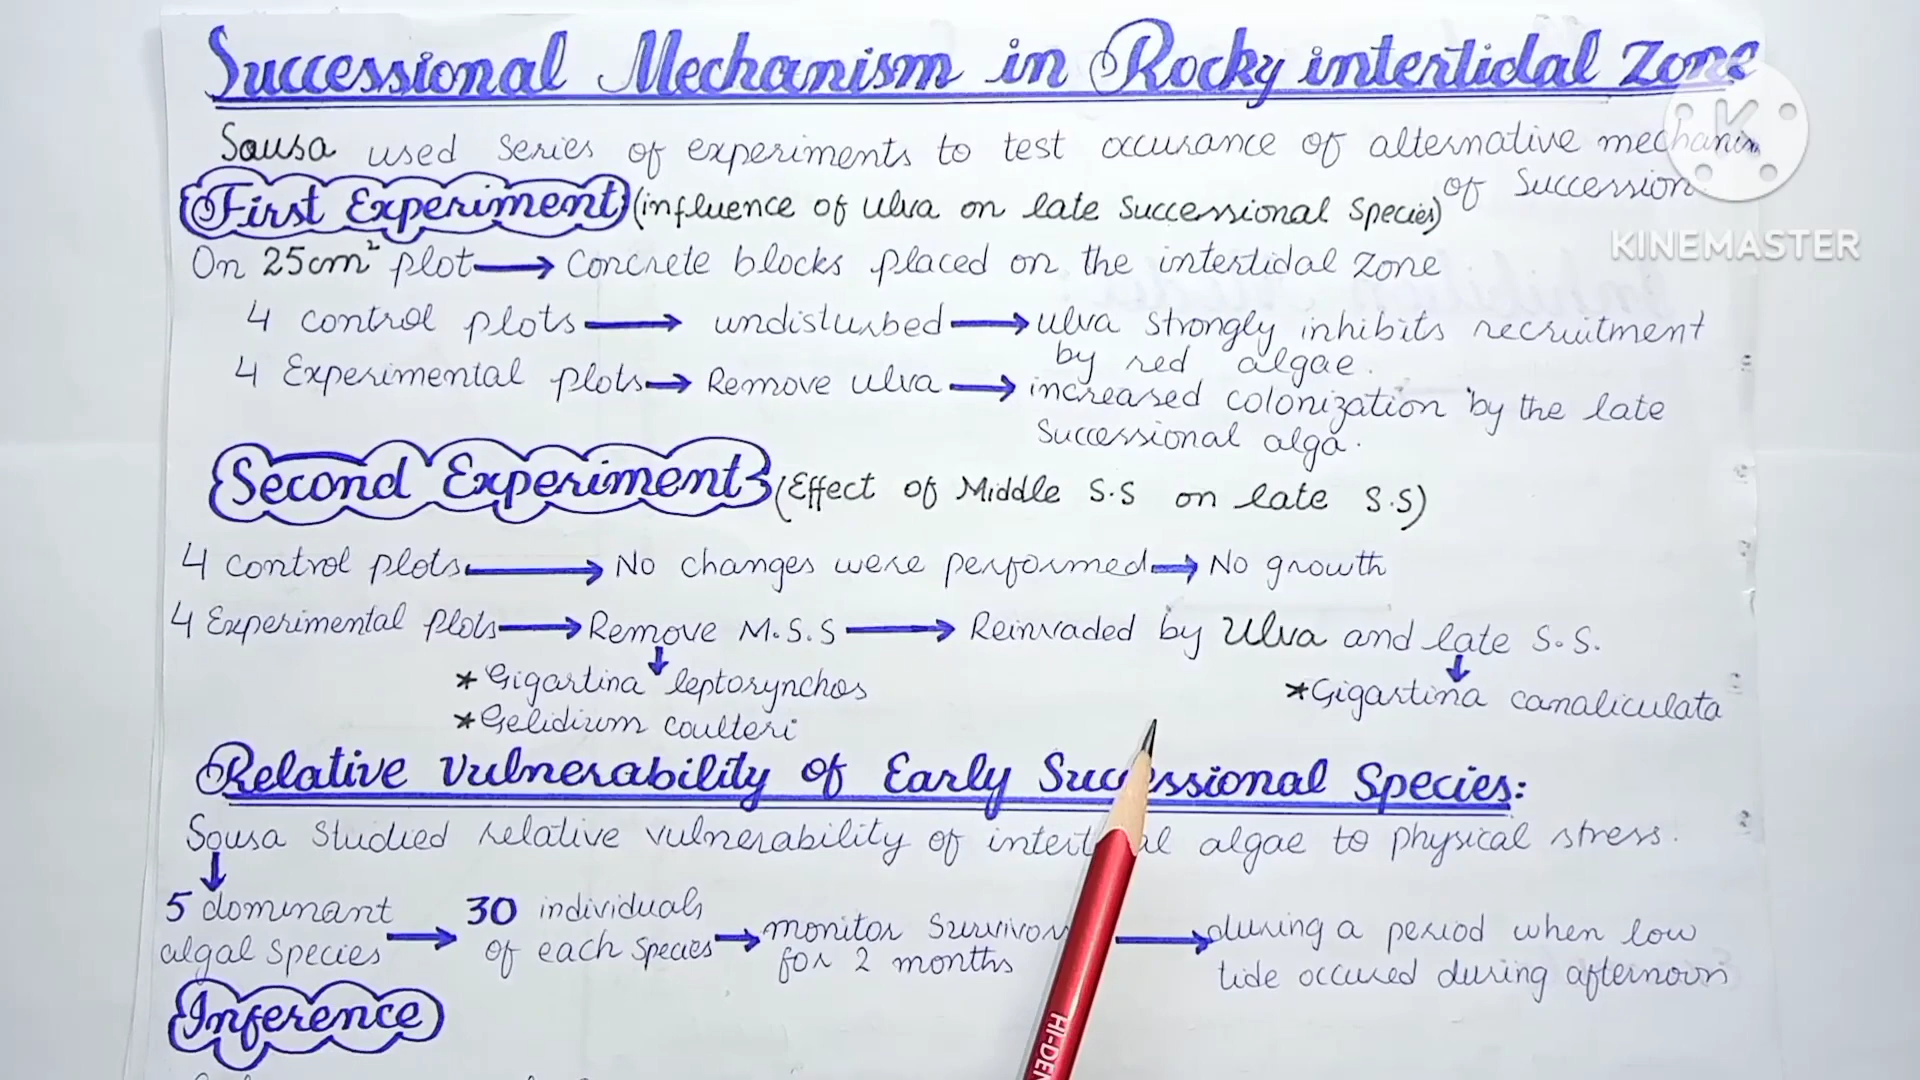 Successional Mechanism in Rocky intertidal Zone
Sousa used series of experiments to test occurance of alternative mechanism
of Succession.
First Experiment (influence of ulva on late Successional Species)
On 25cm² plot → Concrete blocks placed on the intertidal Zone
4 control plots → undisturbed → ulva strongly inhibits recruitment
by red algae.
4 Experimental plots → Remove ulva → increased colonization by the late
Successional alga.
Second Experiment (Effect of Middle S.S on late S.S)
4 control plots → No changes were performed → No growth
4 Experimental plots → Remove M.S.S → Reinvaded by Ulva and late S.S.
* Gigartina leptorynchos
* Gigartina canaliculata
* Gelidium coulteri
Relative Vulnerability of Early Successional Species:
Sousa Studied relative vulnerability of intertidal algae to physical stress.
5 dominant algal species → 30 individuals of each species → monitor survivors for 2 months → during a period when low tide occured during afternoon
Inference
KINEMASTER
HI-DEN